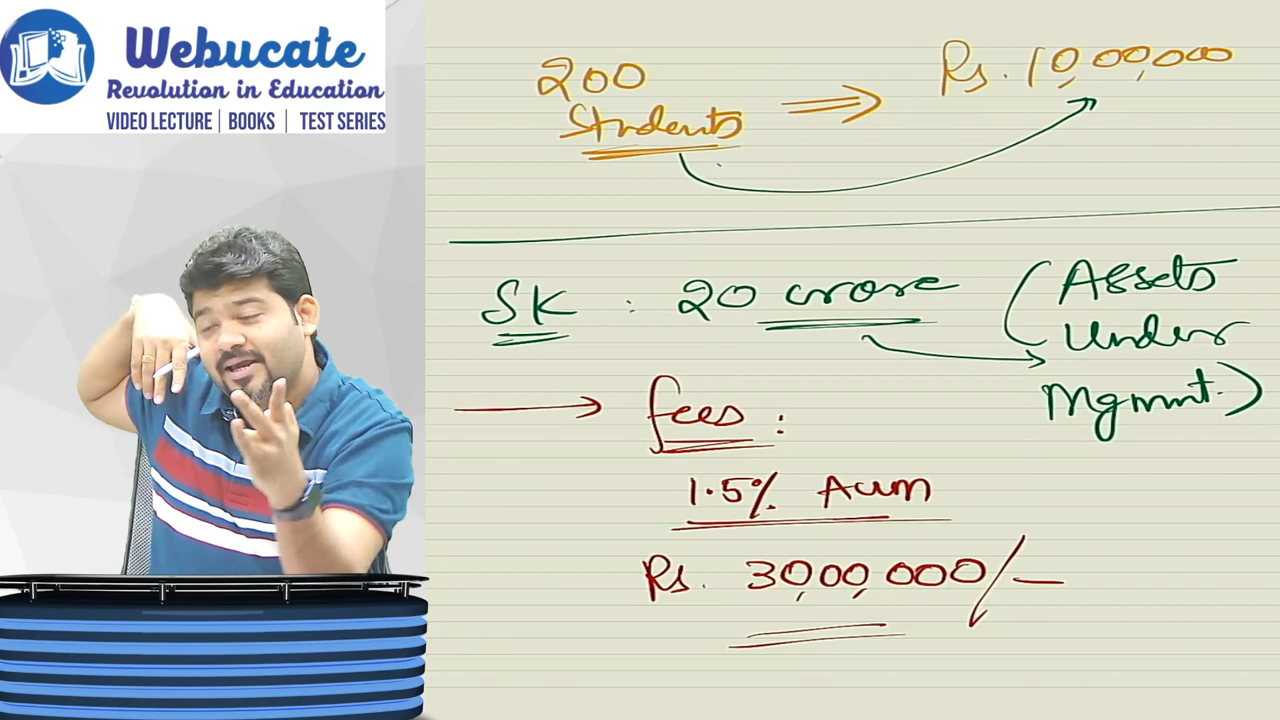 Webucate
Revolution in Education
VIDEO LECTURE | BOOKS | TEST SERIES
200 Students ⇒ Rs. 10,00,000
SK : 20 crore (Assets Under Mgmnt.)
fees :
1.5% AUM
Rs. 30,00,000/-